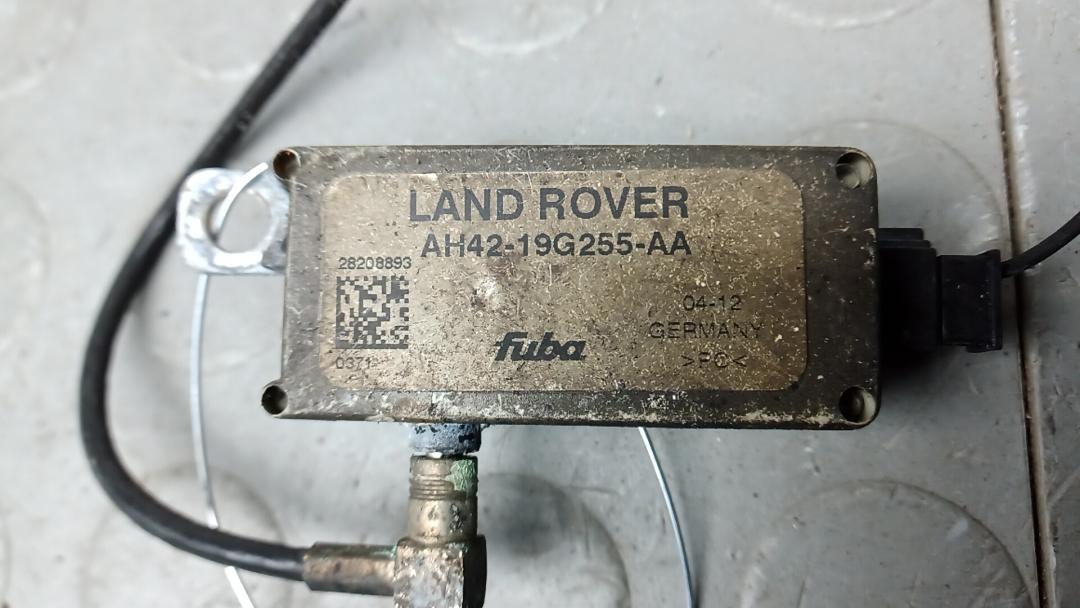 LAND ROVER
AH42-19G255-AA
28208893
04-12
GERMANY
fuba
>PC<
0371